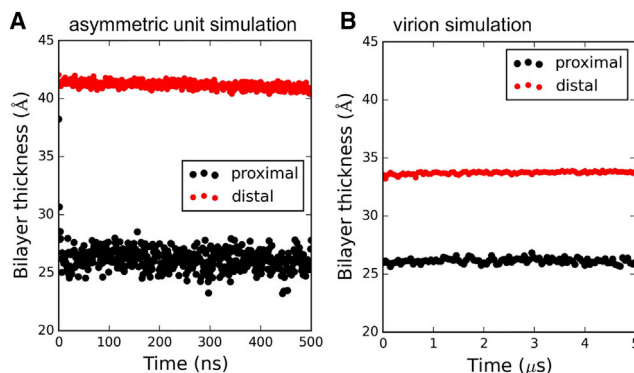 A asymmetric unit simulation
Bilayer thickness (Å)
45
40
35
30
25
20
proximal
distal
0 100 200 300 400 500
Time (ns)
B virion simulation
Bilayer thickness (Å)
45
40
35
30
25
20
proximal
distal
0 1 2 3 4 5
Time (μs)